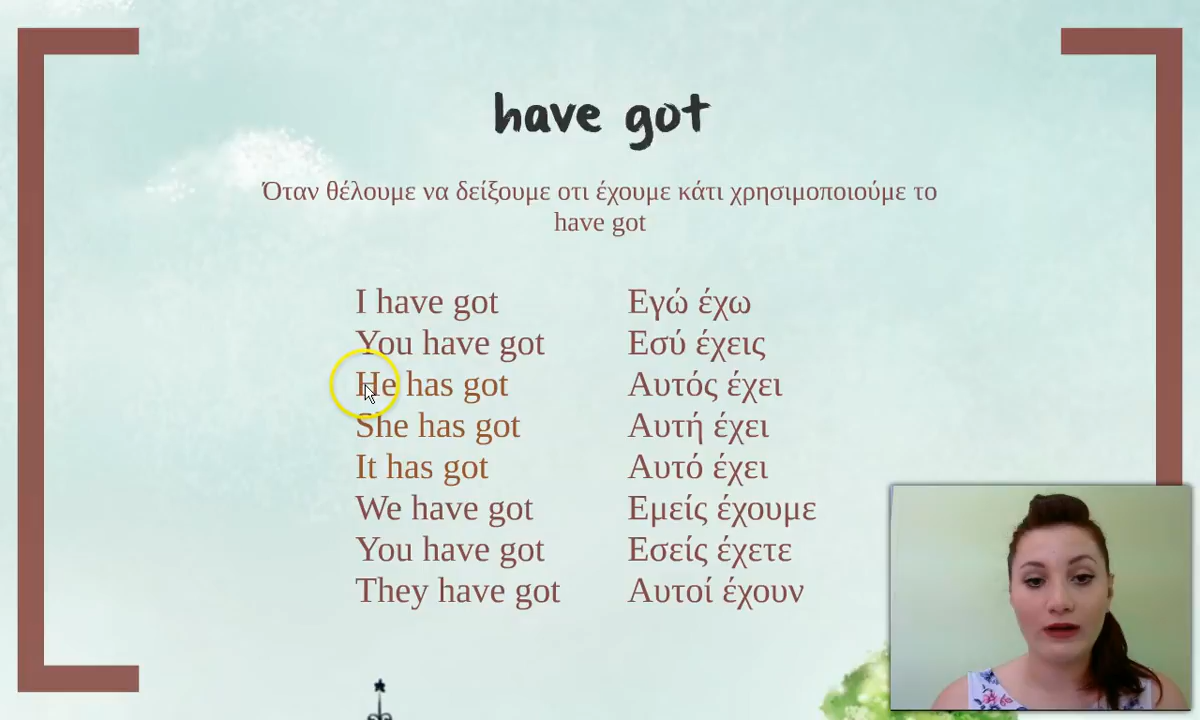 have got
Όταν θέλουμε να δείξουμε οτι έχουμε κάτι χρησιμοποιούμε το
have got
I have got Εγώ έχω
You have got Εσύ έχεις
He has got Αυτός έχει
She has got Αυτή έχει
It has got Αυτό έχει
We have got Εμείς έχουμε
You have got Εσείς έχετε
They have got Αυτοί έχουν